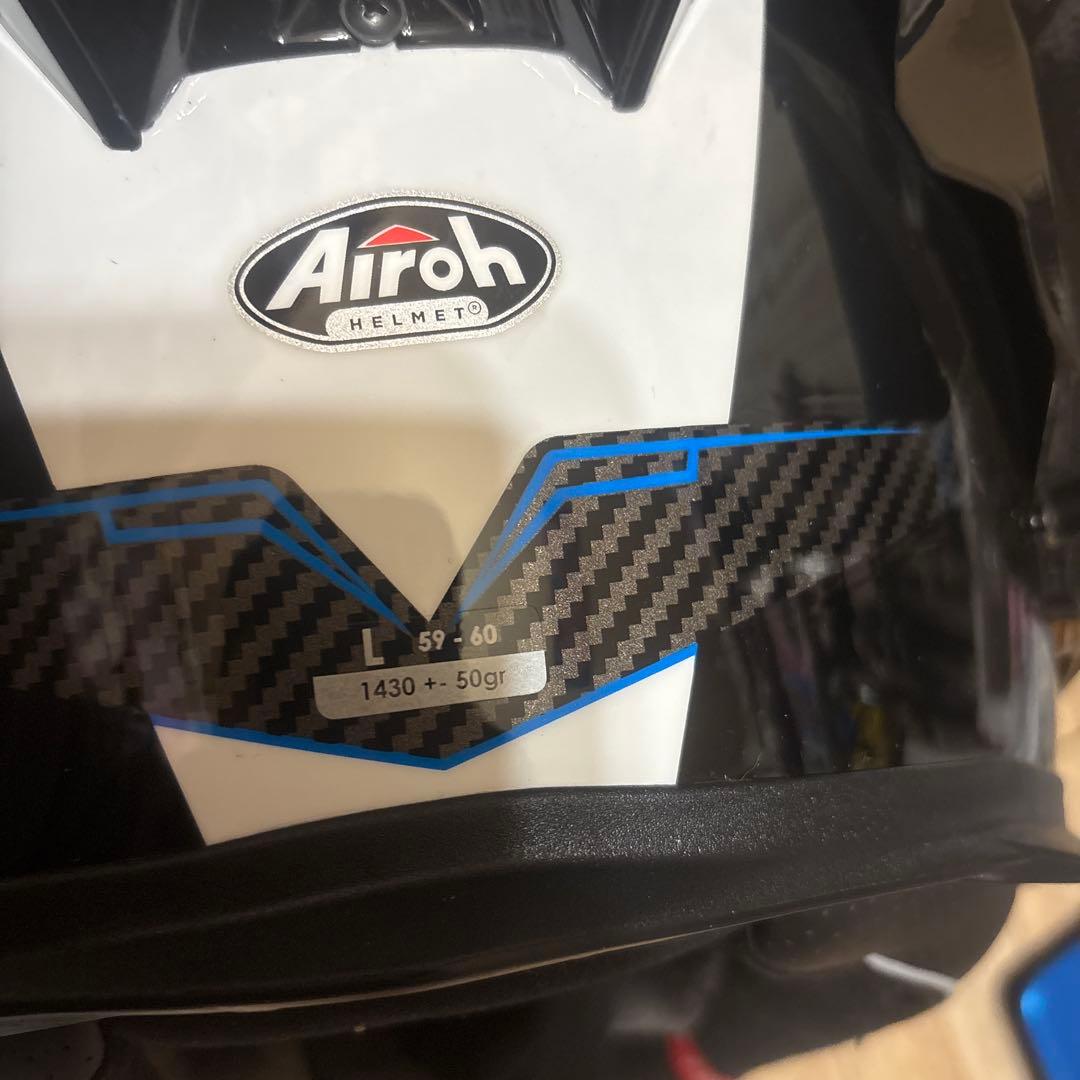 Airoh
HELMET®
L 59 - 60
1430 +- 50gr